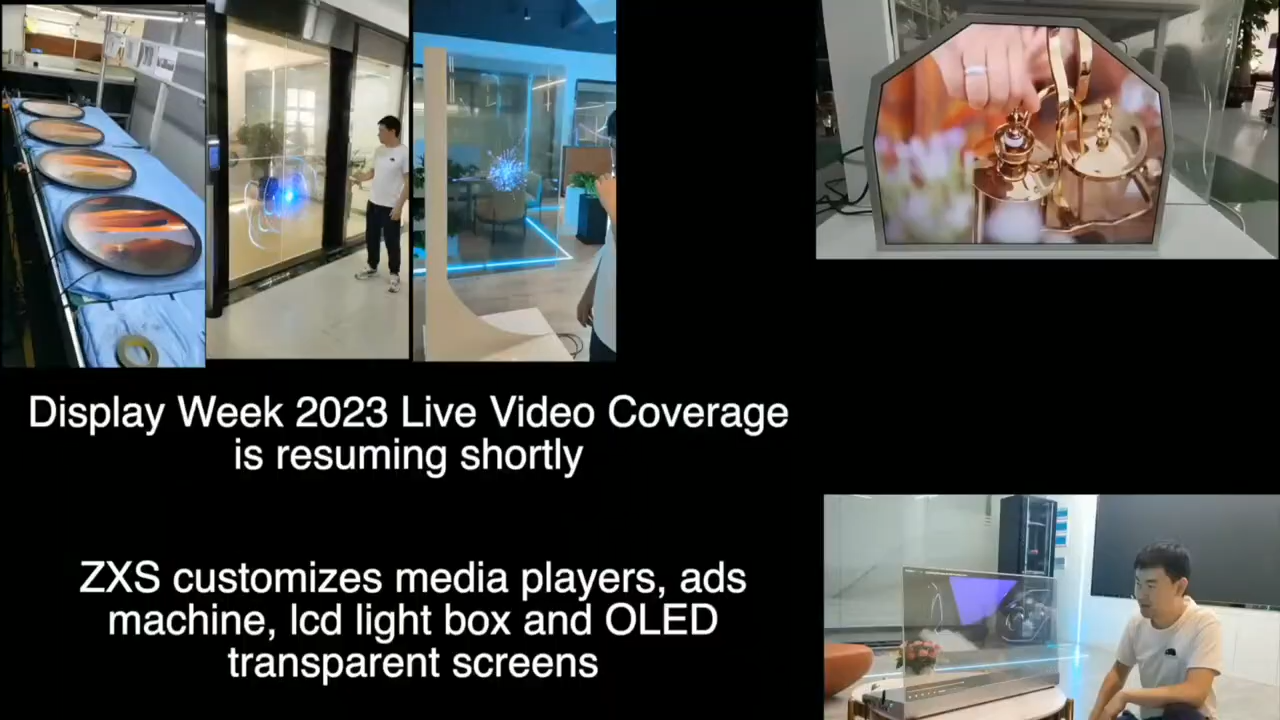 Display Week 2023 Live Video Coverage
is resuming shortly
ZXS customizes media players, ads
machine, lcd light box and OLED
transparent screens